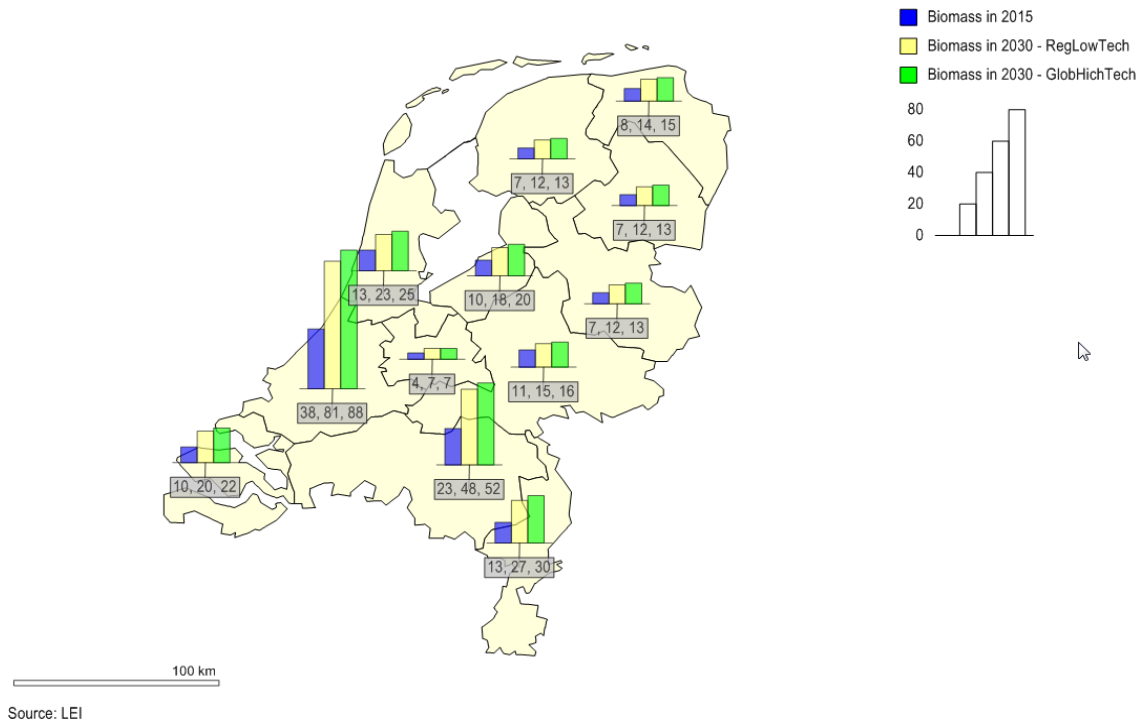 Biomass in 2015
Biomass in 2030 - RegLowTech
Biomass in 2030 - GlobHichTech
80
60
40
20
0
8, 14, 15
7, 12, 13
7, 12, 13
13, 23, 25
10, 18, 20
7, 12, 13
4, 7, 7
11, 15, 16
38, 81, 88
10, 20, 22
23, 48, 52
13, 27, 30
100 km
Source: LEI